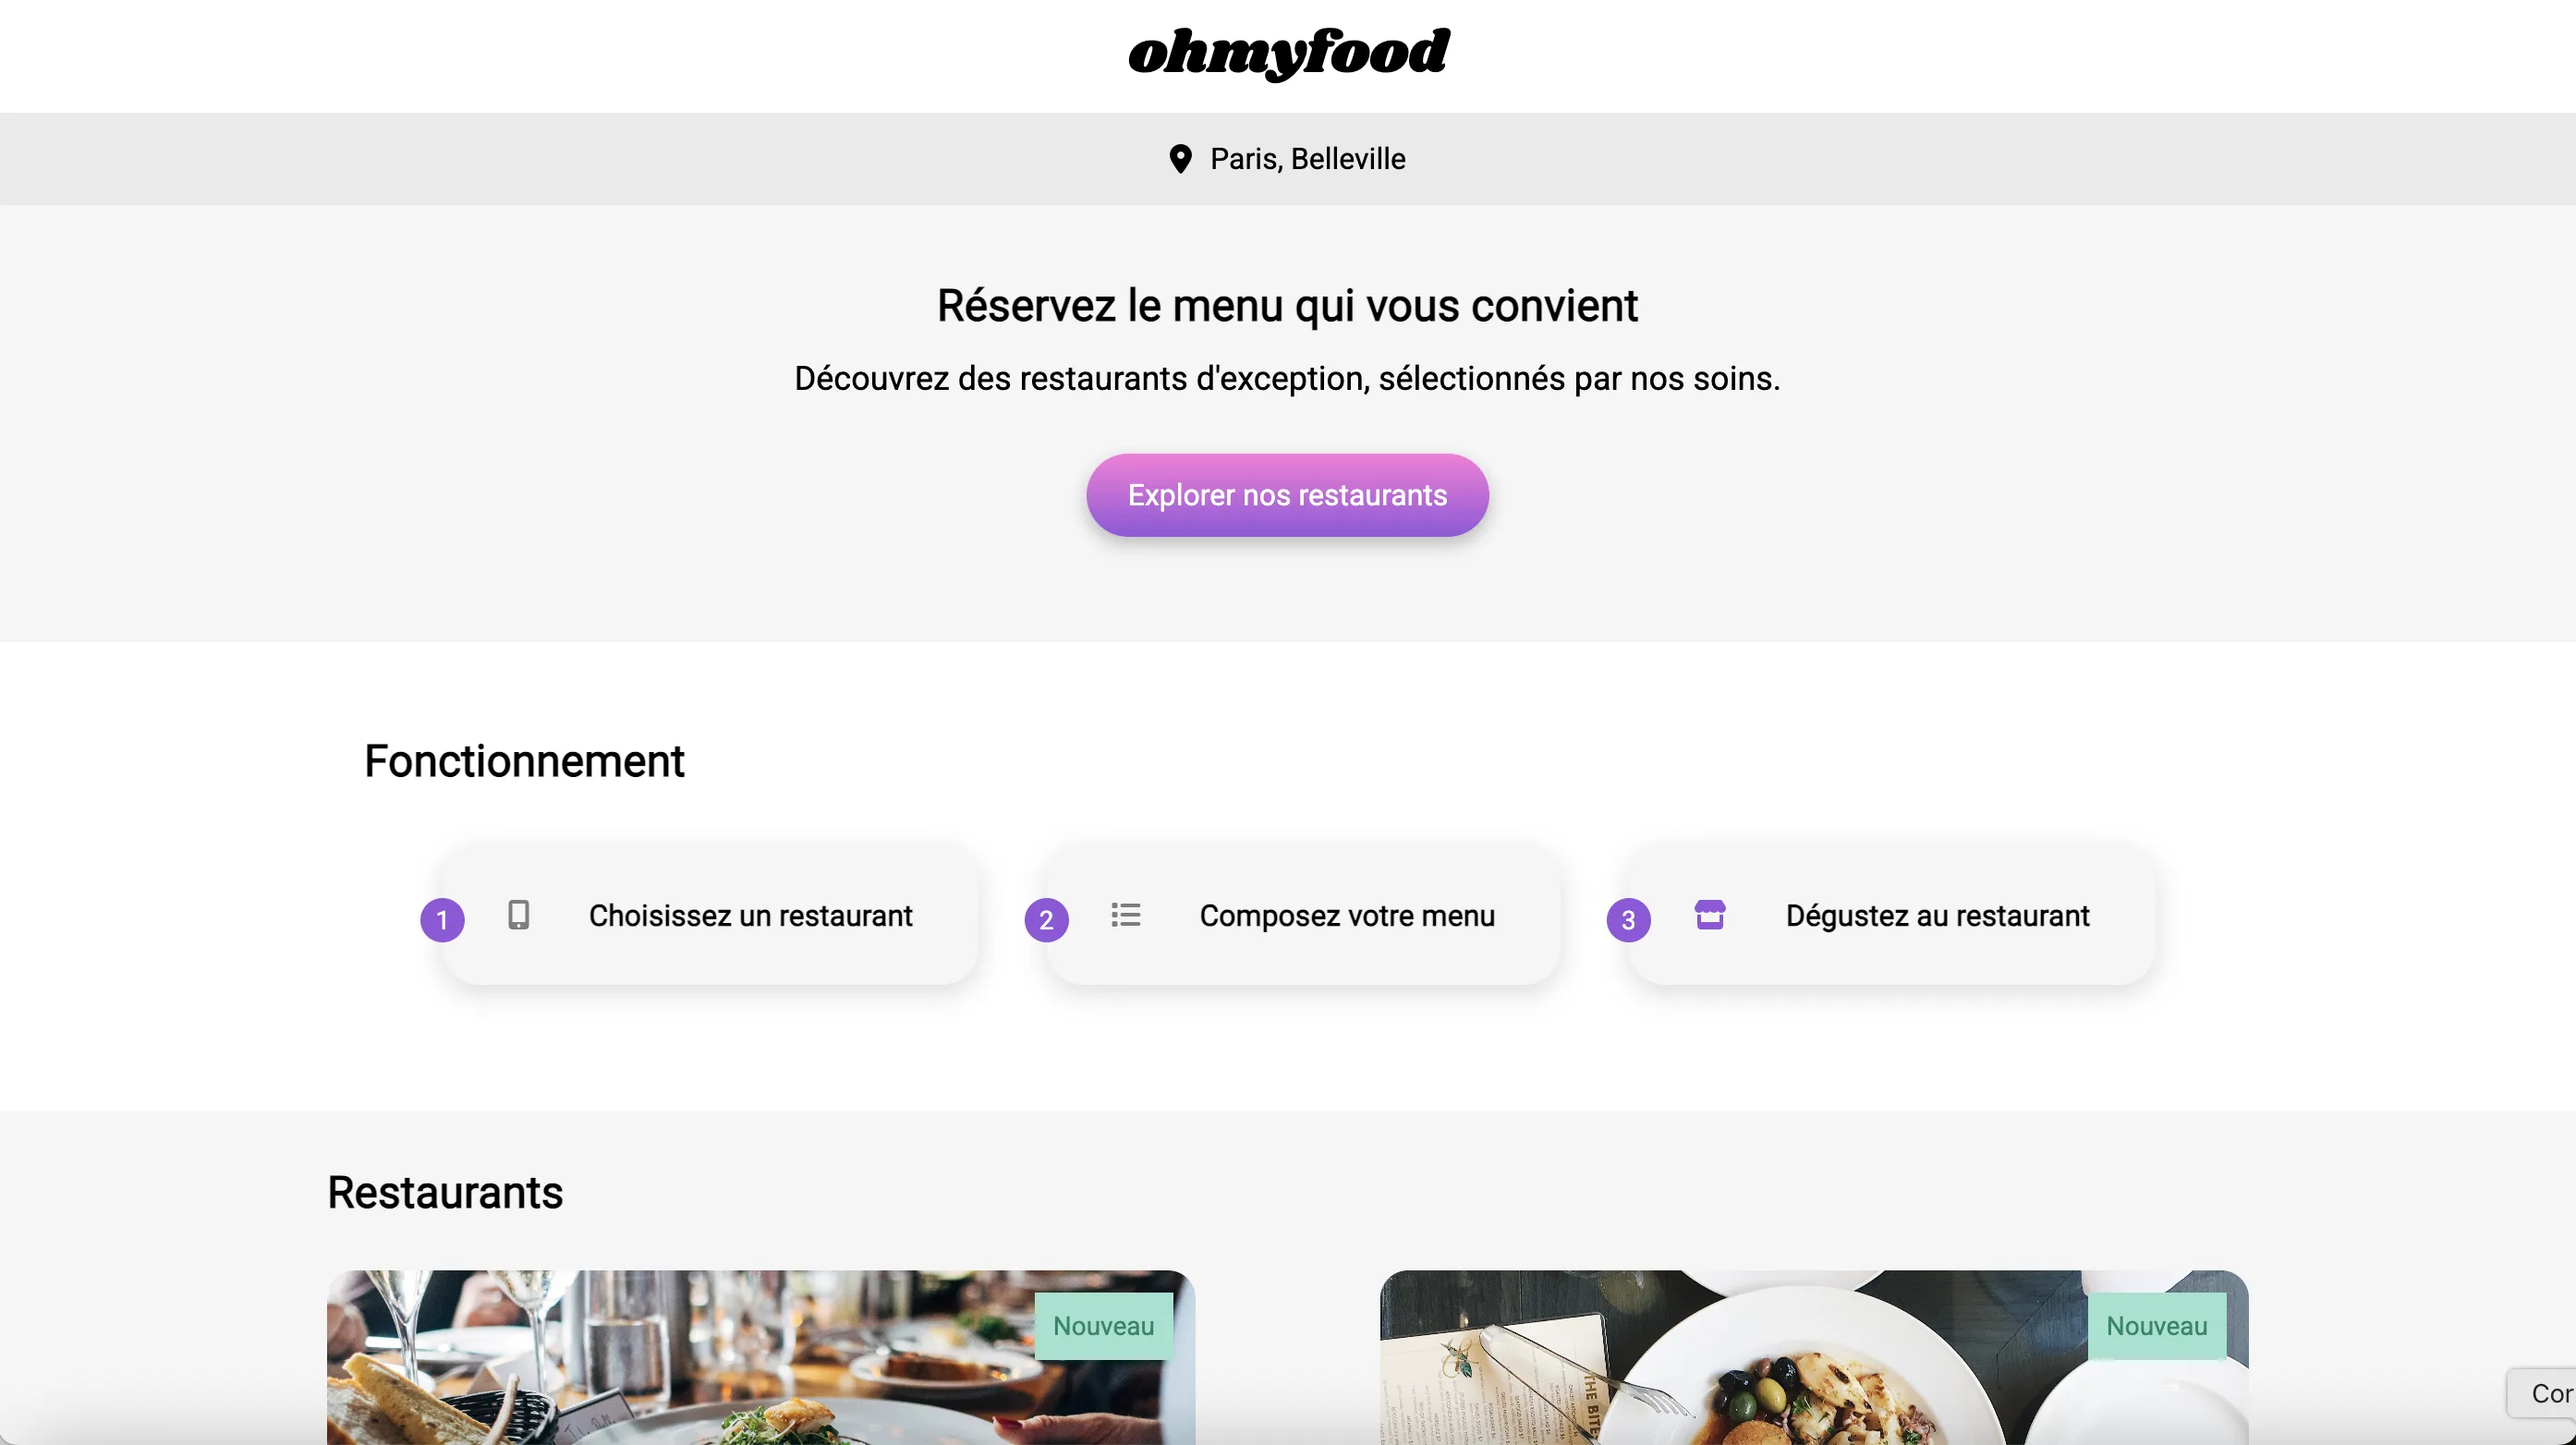 ohmyfood
Paris, Belleville
Réservez le menu qui vous convient
Découvrez des restaurants d'exception, sélectionnés par nos soins.
Explorer nos restaurants
Fonctionnement
1 Choisissez un restaurant
2 Composez votre menu
3 Dégustez au restaurant
Restaurants
Nouveau
Nouveau
THE BITE
Cor